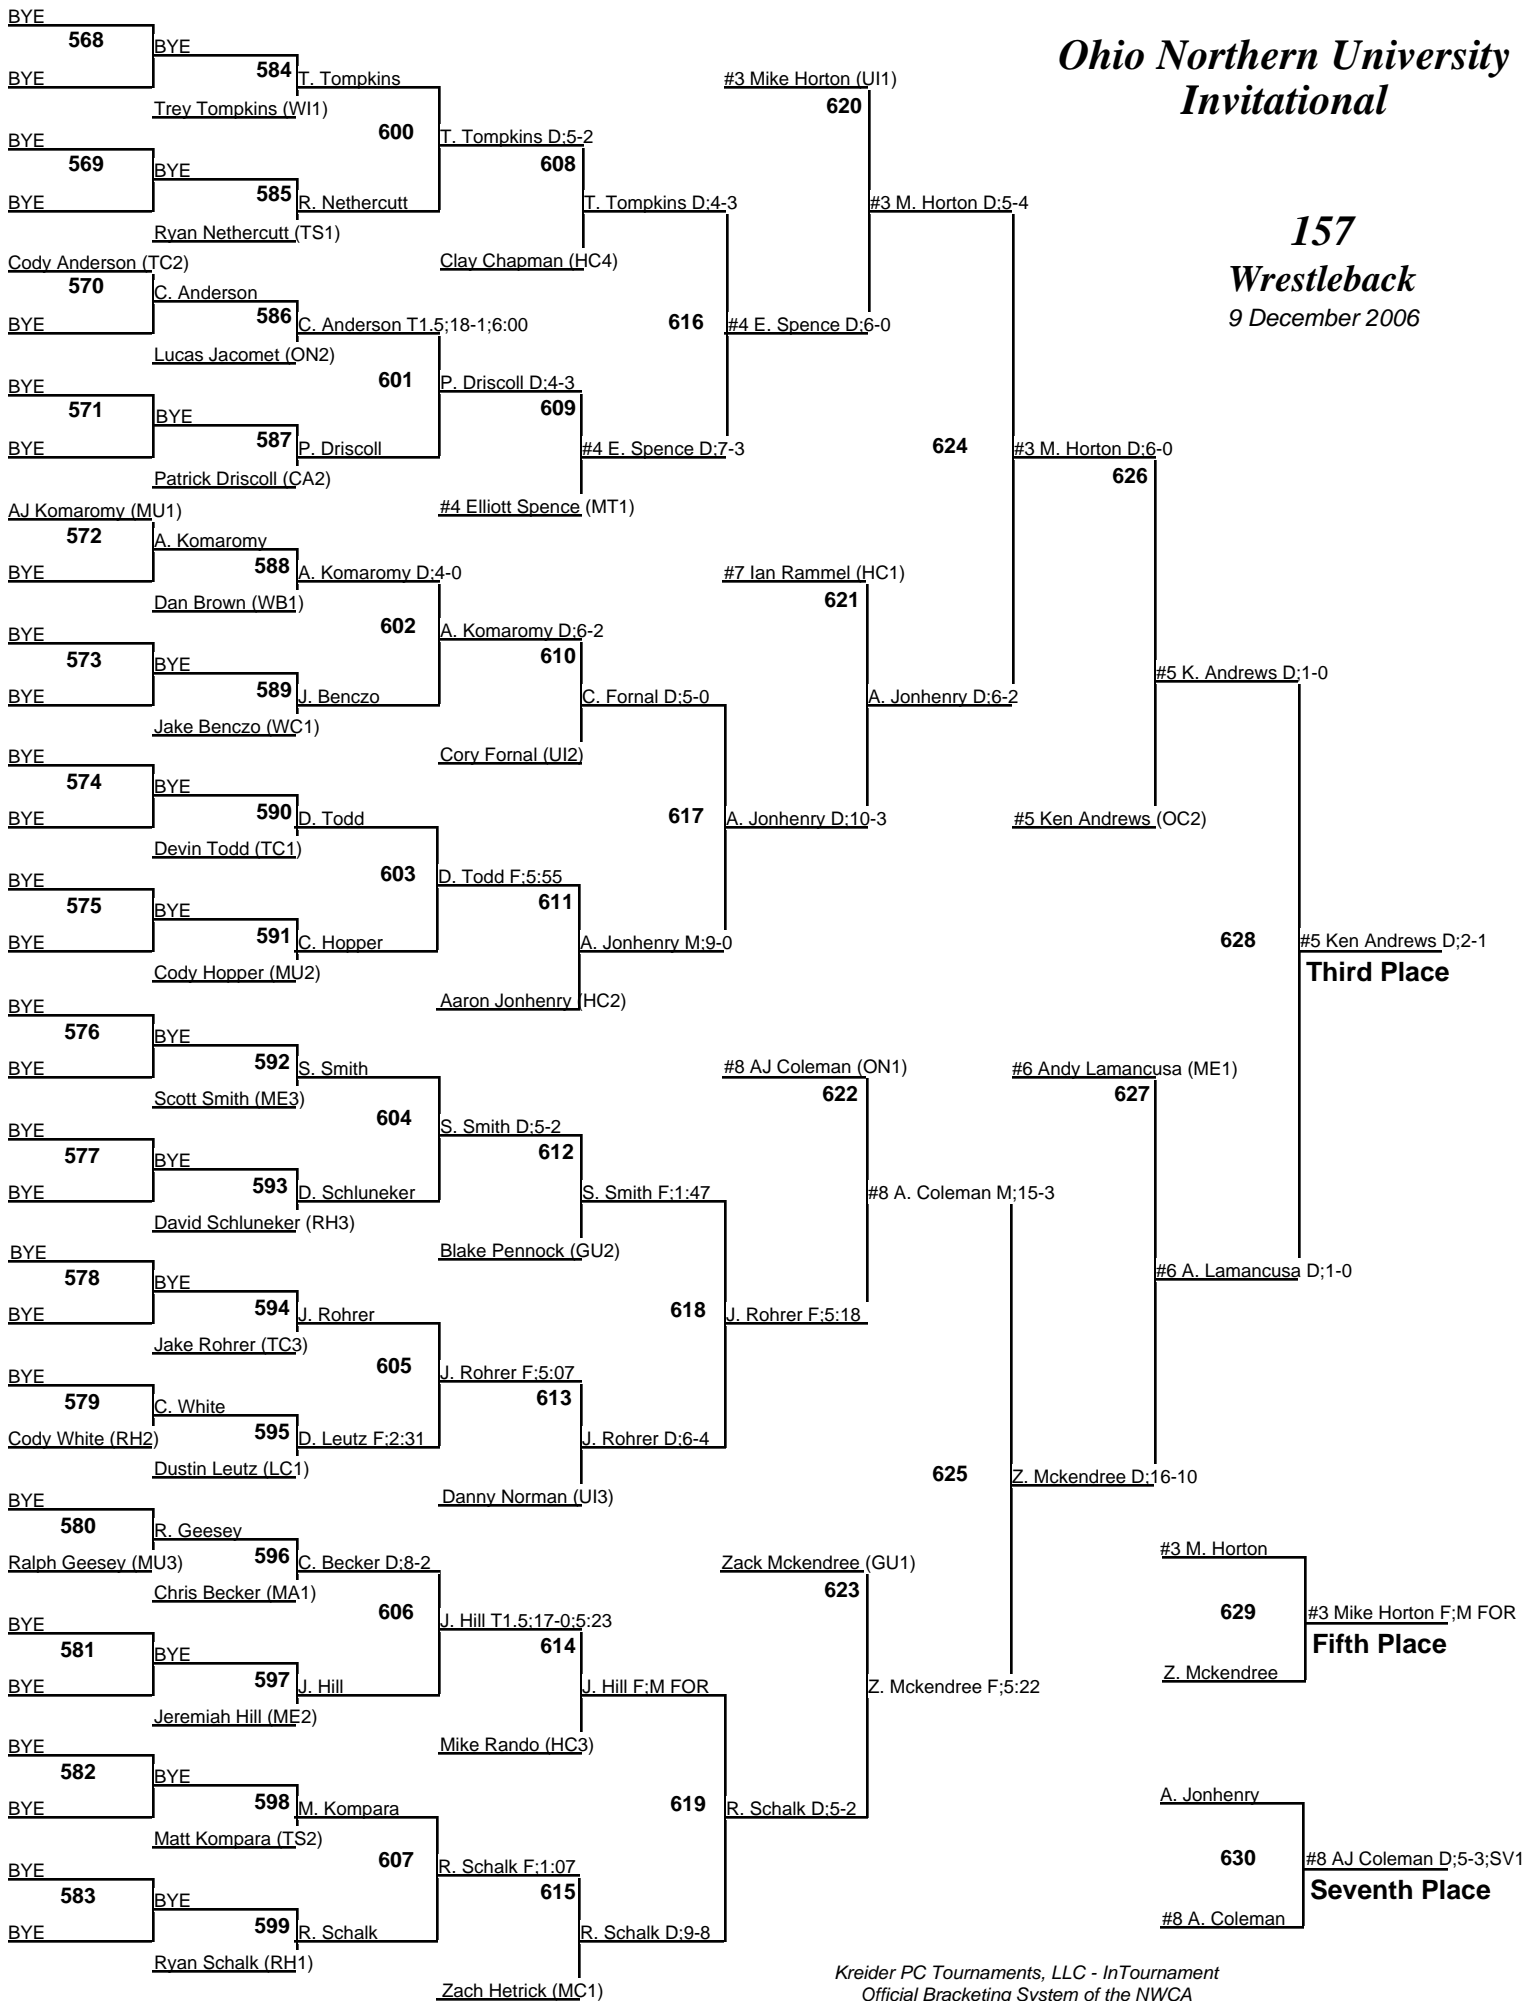 Ohio Northern University
Invitational
157
Wrestleback
9 December 2006
BYE
568
BYE
BYE
584
T. Tompkins
Trey Tompkins (WI1)
600
T. Tompkins D;5-2
BYE
569
BYE
BYE
585
R. Nethercutt
Ryan Nethercutt (TS1)
608
T. Tompkins D;4-3
Clay Chapman (HC4)
Cody Anderson (TC2)
570
BYE
C. Anderson
586
C. Anderson T1.5;18-1;6:00
Lucas Jacomet (ON2)
601
P. Driscoll D;4-3
BYE
571
BYE
BYE
587
P. Driscoll
Patrick Driscoll (CA2)
609
#4 E. Spence D;7-3
#4 Elliott Spence (MT1)
616
#4 E. Spence D;6-0
#3 Mike Horton (UI1)
620
#3 M. Horton D;5-4
AJ Komaromy (MU1)
572
BYE
A. Komaromy
588
A. Komaromy D;4-0
Dan Brown (WB1)
602
A. Komaromy D;6-2
BYE
573
BYE
BYE
589
J. Benczo
Jake Benczo (WC1)
610
C. Fornal D;5-0
Cory Fornal (UI2)
BYE
574
BYE
BYE
590
D. Todd
Devin Todd (TC1)
603
D. Todd F;5:55
BYE
575
BYE
BYE
591
C. Hopper
Cody Hopper (MU2)
611
A. Jonhenry M;9-0
Aaron Jonhenry (HC2)
617
A. Jonhenry D;10-3
#7 Ian Rammel (HC1)
621
A. Jonhenry D;6-2
624
#3 M. Horton D;6-0
626
#5 K. Andrews D;1-0
#5 Ken Andrews (OC2)
BYE
576
BYE
BYE
592
S. Smith
Scott Smith (ME3)
604
S. Smith D;5-2
BYE
577
BYE
BYE
593
D. Schluneker
David Schluneker (RH3)
612
S. Smith F;1:47
Blake Pennock (GU2)
BYE
578
BYE
BYE
594
J. Rohrer
Jake Rohrer (TC3)
605
J. Rohrer F;5:07
BYE
579
Cody White (RH2)
C. White
595
D. Leutz F;2:31
Dustin Leutz (LC1)
613
J. Rohrer D;6-4
Danny Norman (UI3)
618
J. Rohrer F;5:18
#8 AJ Coleman (ON1)
622
#8 A. Coleman M;15-3
BYE
580
Ralph Geesey (MU3)
R. Geesey
596
C. Becker D;8-2
Chris Becker (MA1)
606
J. Hill T1.5;17-0;5:23
BYE
581
BYE
BYE
597
J. Hill
Jeremiah Hill (ME2)
614
J. Hill F;M FOR
Mike Rando (HC3)
BYE
582
BYE
BYE
598
M. Kompara
Matt Kompara (TS2)
607
R. Schalk F;1:07
BYE
583
BYE
BYE
599
R. Schalk
Ryan Schalk (RH1)
615
R. Schalk D;9-8
Zach Hetrick (MC1)
619
R. Schalk D;5-2
Zack Mckendree (GU1)
623
Z. Mckendree F;5:22
625
Z. Mckendree D;16-10
#6 Andy Lamancusa (ME1)
627
#6 A. Lamancusa D;1-0
628
#5 Ken Andrews D;2-1
Third Place
#3 M. Horton
629
#3 Mike Horton F;M FOR
Fifth Place
Z. Mckendree
A. Jonhenry
630
#8 AJ Coleman D;5-3;SV1
Seventh Place
#8 A. Coleman
Kreider PC Tournaments, LLC - InTournament
Official Bracketing System of the NWCA